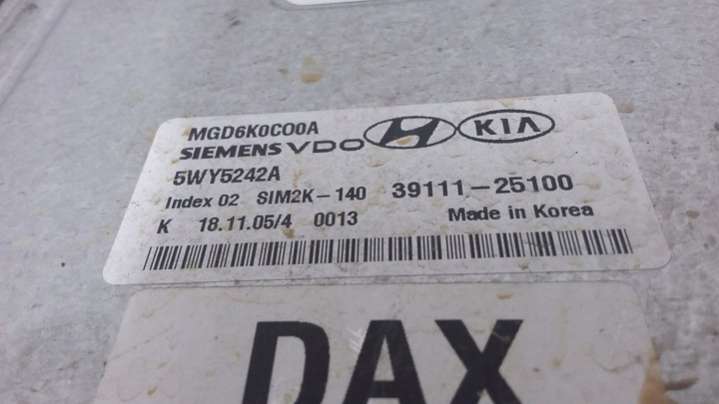 MGD6K0C00A
SIEMENS VDO KIA
5WY5242A
Index 02 SIM2K-140 39111-25100
K 18.11.05/4 0013 Made in Korea
DAX